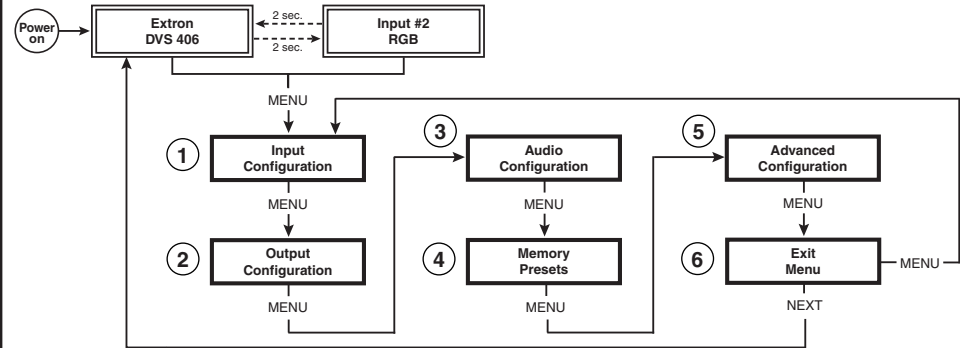 Power
on
Extron
DVS 406
2 sec.
2 sec.
Input #2
RGB
MENU
1
Input
Configuration
MENU
2
Output
Configuration
MENU
3
Audio
Configuration
MENU
4
Memory
Presets
MENU
5
Advanced
Configuration
MENU
6
Exit
Menu
MENU
NEXT